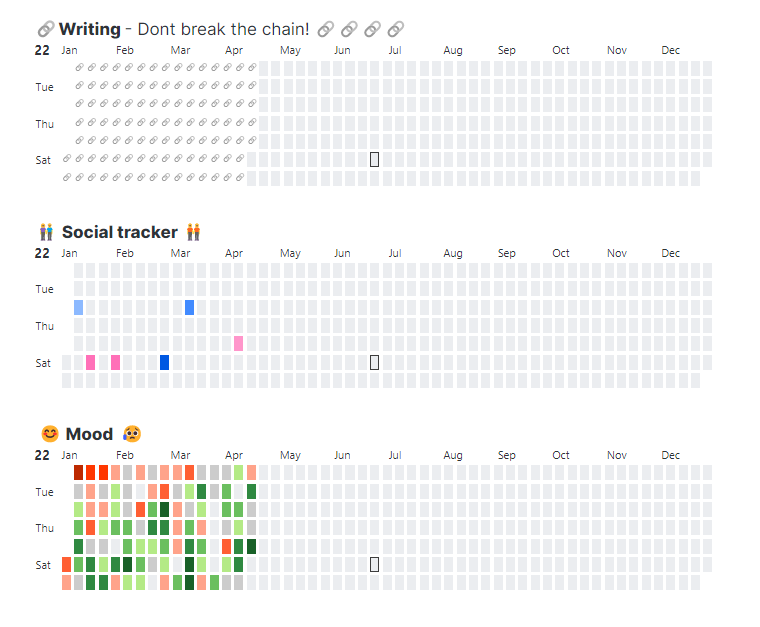 Writing - Dont break the chain!
22 Jan Feb Mar Apr May Jun Jul Aug Sep Oct Nov Dec
Tue
Thu
Sat
Social tracker
22 Jan Feb Mar Apr May Jun Jul Aug Sep Oct Nov Dec
Tue
Thu
Sat
Mood
22 Jan Feb Mar Apr May Jun Jul Aug Sep Oct Nov Dec
Tue
Thu
Sat